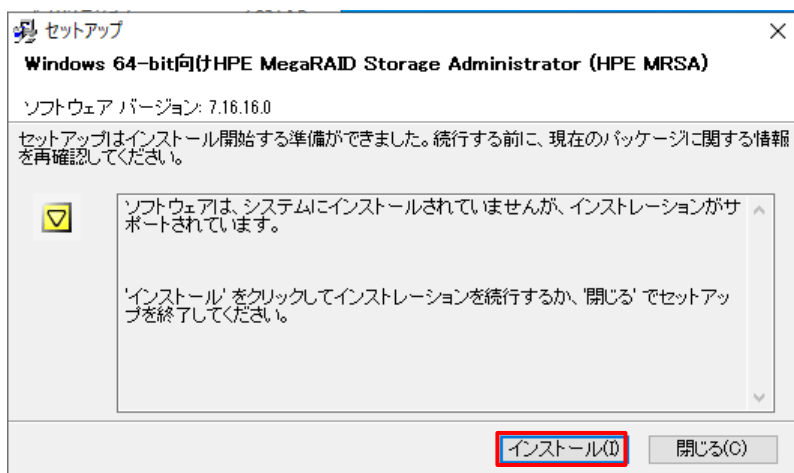 セットアップ
Windows 64-bit向けHPE MegaRAID Storage Administrator (HPE MRSA)
ソフトウェア バージョン: 7.16.16.0
セットアップはインストール開始する準備ができました。続行する前に、現在のパッケージに関する情報
を再確認してください。
ソフトウェアは、システムにインストールされていませんが、インストレーションがサ
ポートされています。
'インストール' をクリックしてインストレーションを続行するか、'閉じる' でセットアッ
プを終了してください。
インストール(I)
閉じる(C)